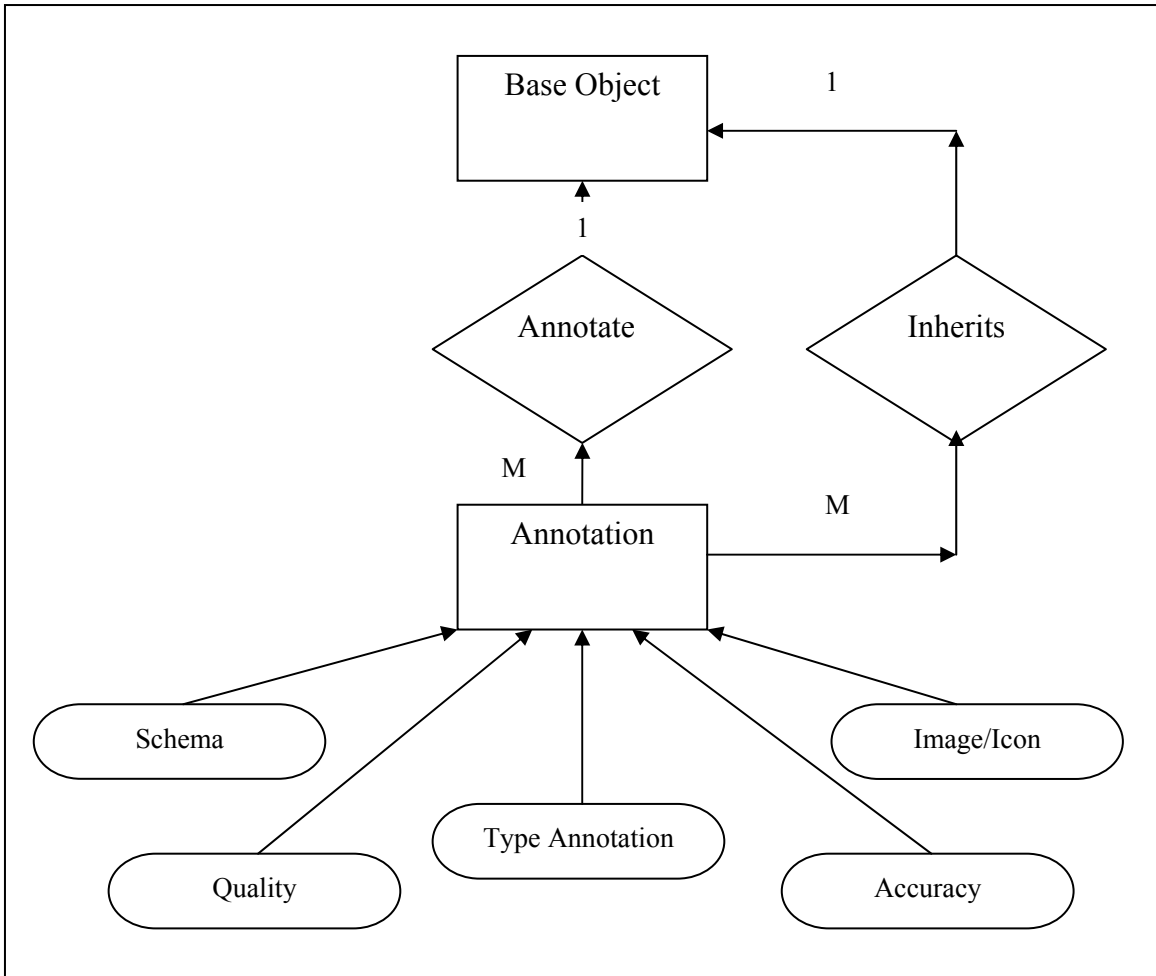 Base Object
1
1
Annotate
Inherits
M
M
Annotation
Schema
Image/Icon
Type Annotation
Quality
Accuracy